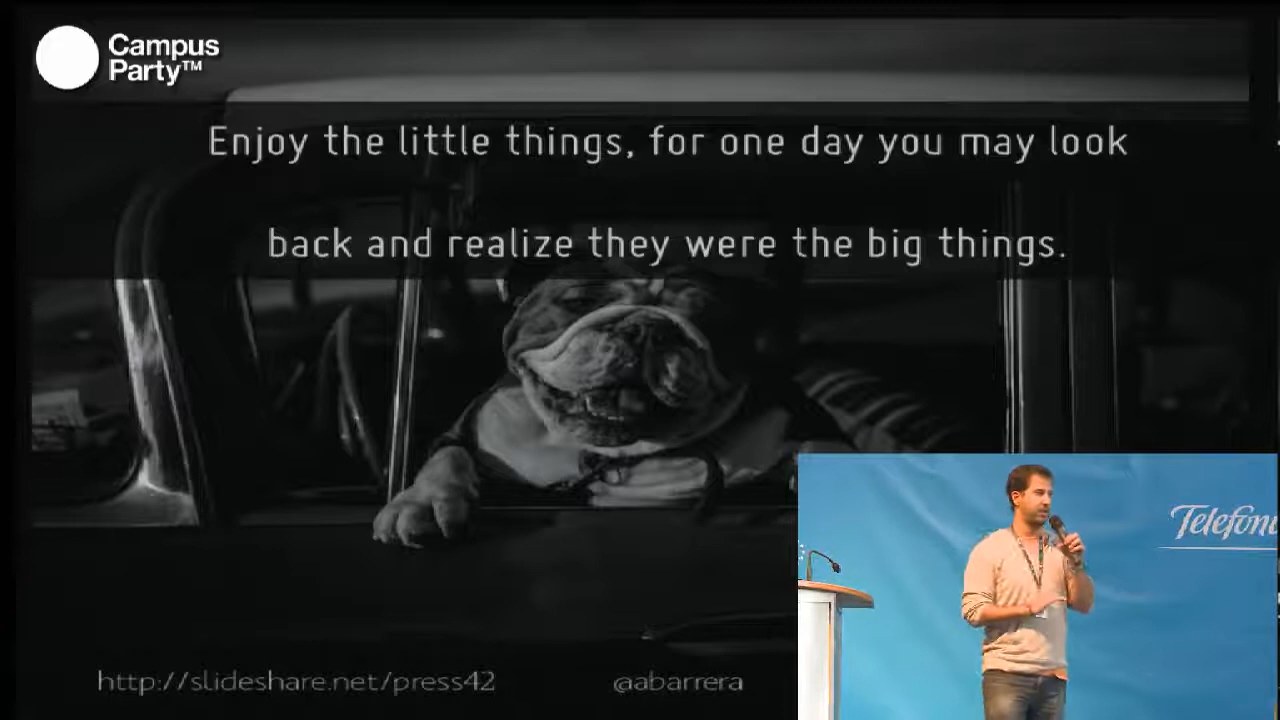 Campus
Party™
Enjoy the little things, for one day you may look
back and realize they were the big things.
http://slideshare.net/press42
@abarrera